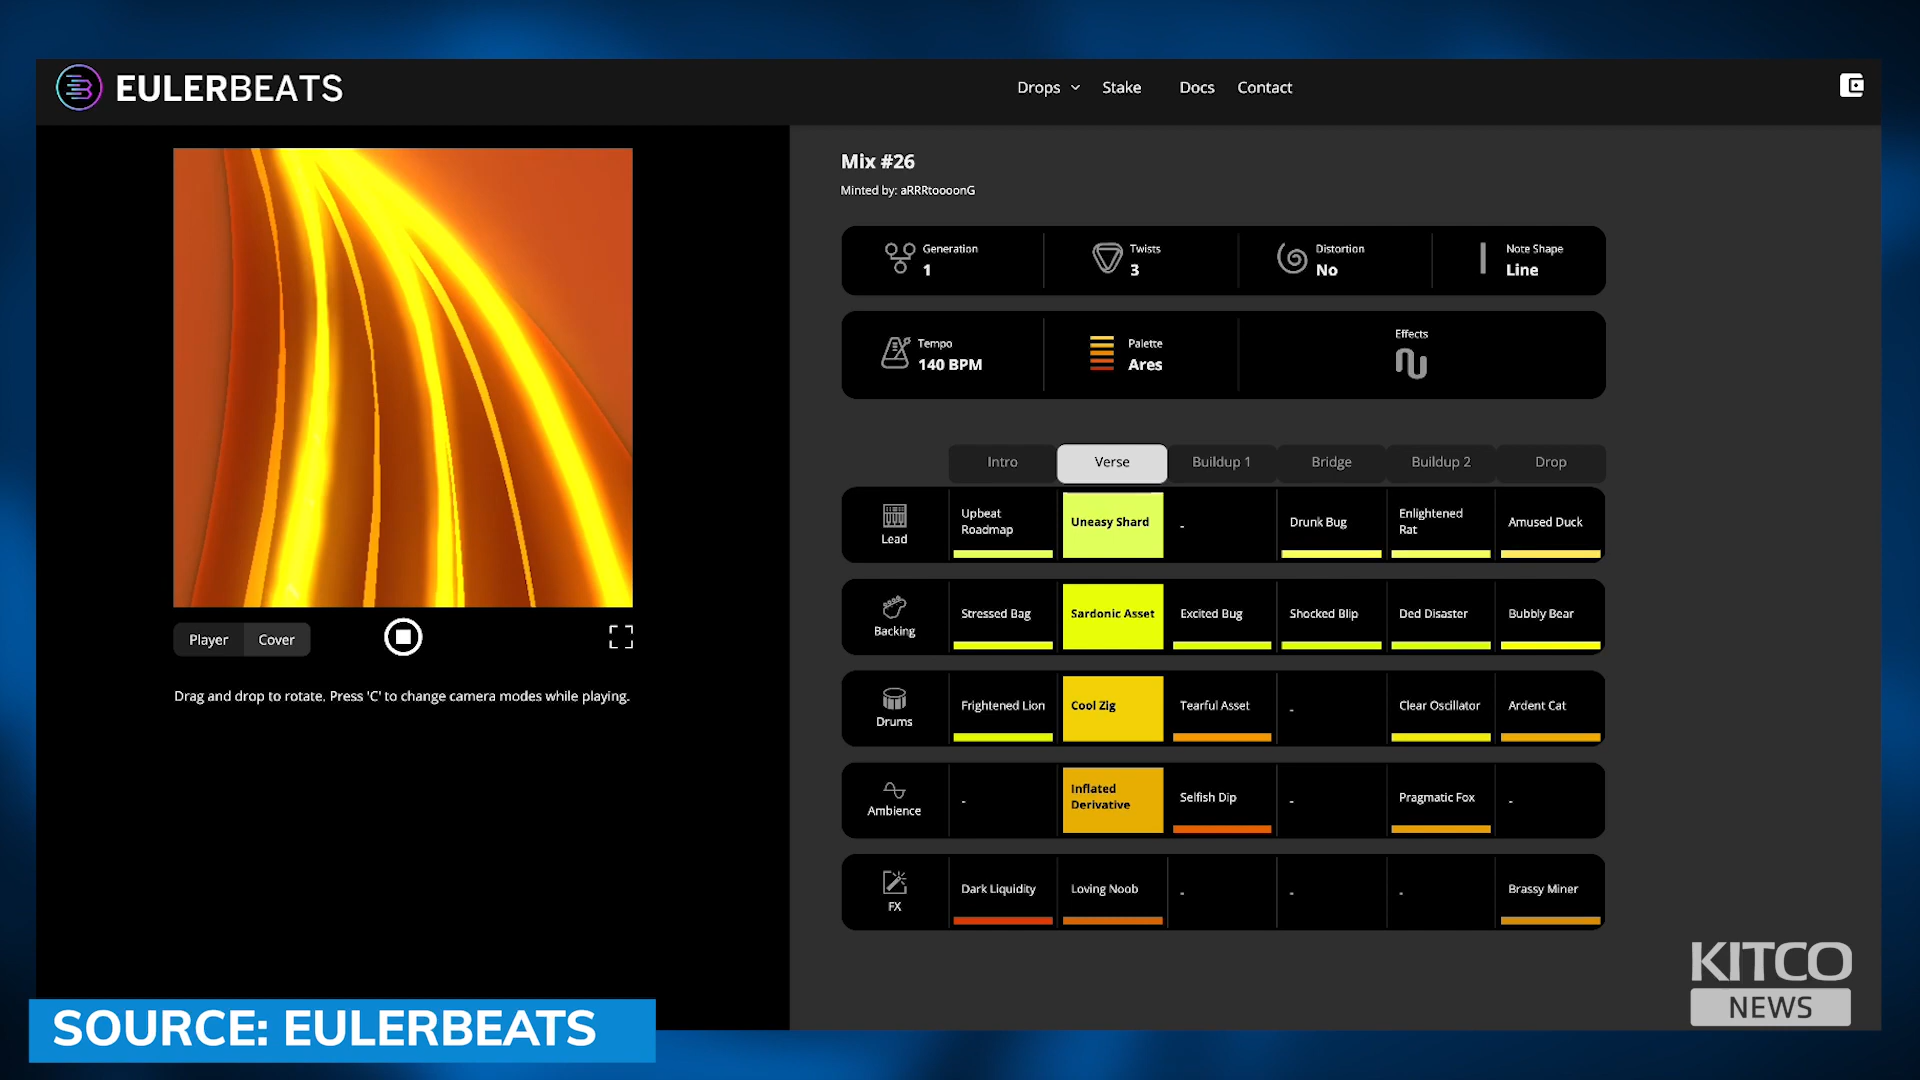 EULERBEATS
Drops Stake Docs Contact
Mix #26
Minted by: aRRRtoooonG
Generation
1
Twists
3
Distortion
No
Note Shape
Line
Tempo
140 BPM
Palette
Ares
Effects
Intro Verse Buildup 1 Bridge Buildup 2 Drop
Lead
Upbeat
Roadmap
Uneasy Shard
-
Drunk Bug
Enlightened
Rat
Amused Duck
Backing
Stressed Bag
Sardonic Asset
Excited Bug
Shocked Blip
Ded Disaster
Bubbly Bear
Drums
Frightened Lion
Cool Zig
Tearful Asset
-
Clear Oscillator
Ardent Cat
Ambience
-
Inflated
Derivative
Selfish Dip
-
Pragmatic Fox
-
FX
Dark Liquidity
Loving Noob
-
-
-
Brassy Miner
Player Cover
Drag and drop to rotate. Press 'C' to change camera modes while playing.
KITCO
NEWS
SOURCE: EULERBEATS